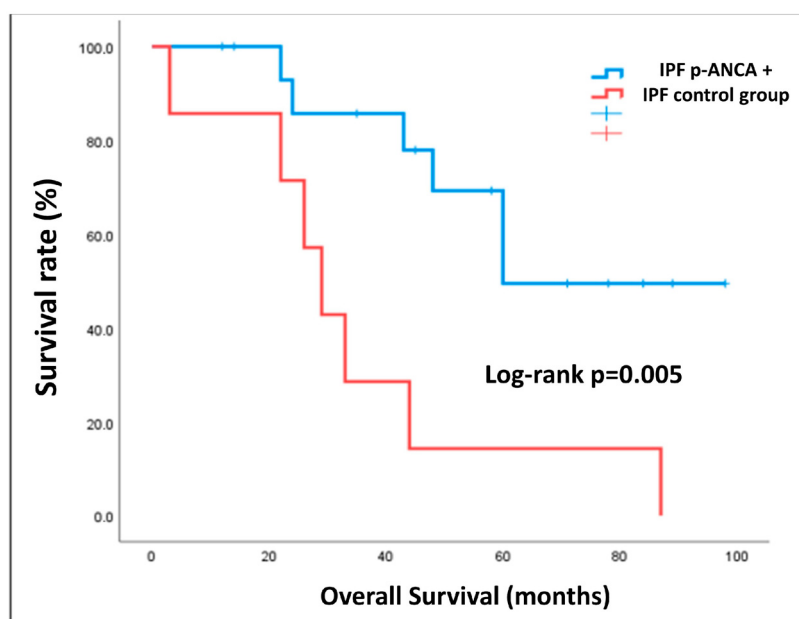 IPF p-ANCA +
IPF control group
Survival rate (%)
100.0
80.0
60.0
40.0
20.0
0.0
Log-rank p=0.005
0 20 40 60 80 100
Overall Survival (months)